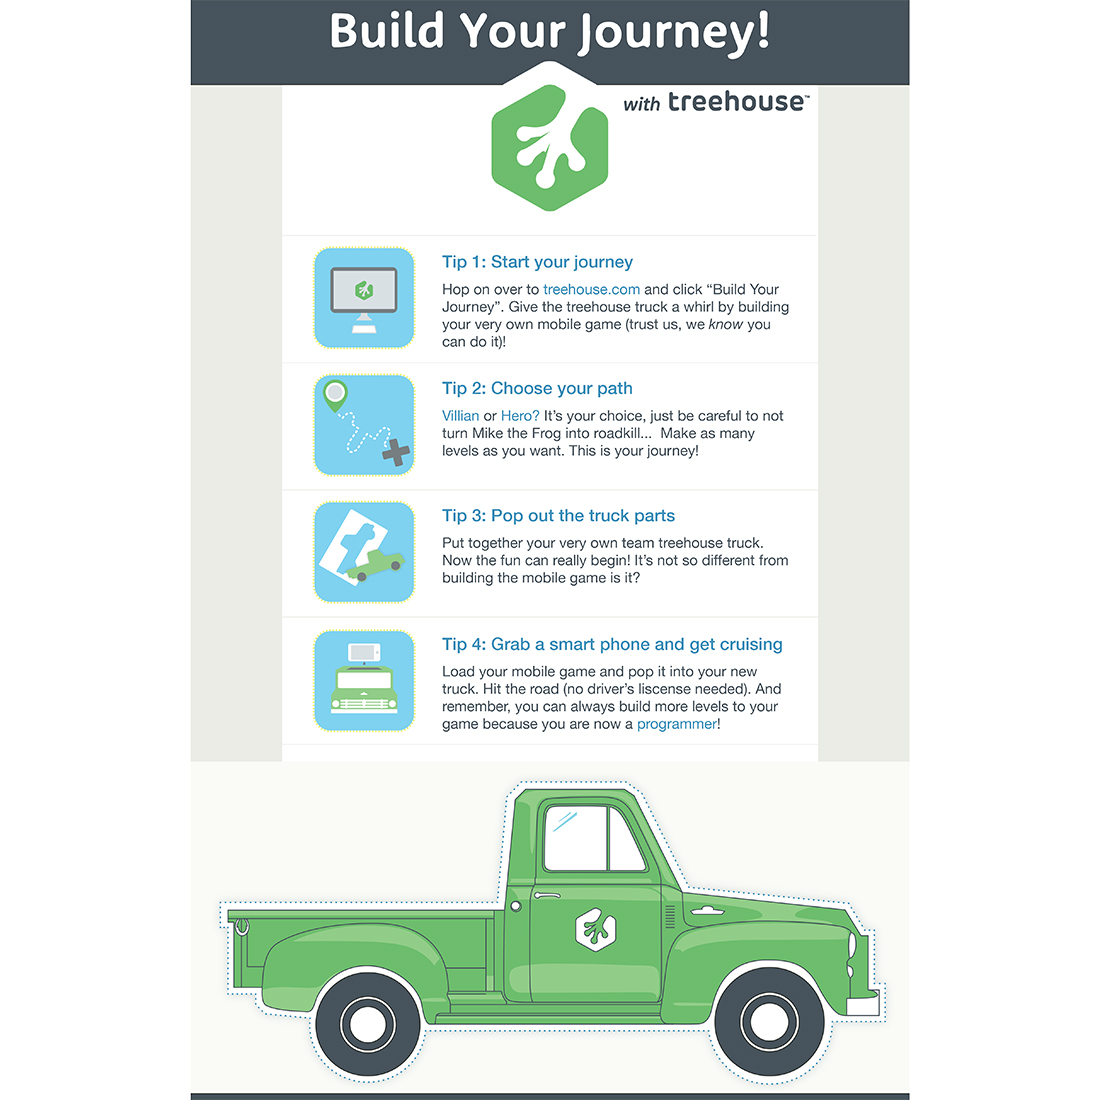 Build Your Journey!
with treehouse™
Tip 1: Start your journey
Hop on over to treehouse.com and click “Build Your
Journey”. Give the treehouse truck a whirl by building
your very own mobile game (trust us, we know you
can do it)!
Tip 2: Choose your path
Villian or Hero? It’s your choice, just be careful to not
turn Mike the Frog into roadkill...  Make as many
levels as you want. This is your journey!
Tip 3: Pop out the truck parts
Put together your very own team treehouse truck.
Now the fun can really begin! It’s not so different from
building the mobile game is it?
Tip 4: Grab a smart phone and get cruising
Load your mobile game and pop it into your new
truck. Hit the road (no driver’s liscense needed). And
remember, you can always build more levels to your
game because you are now a programmer!